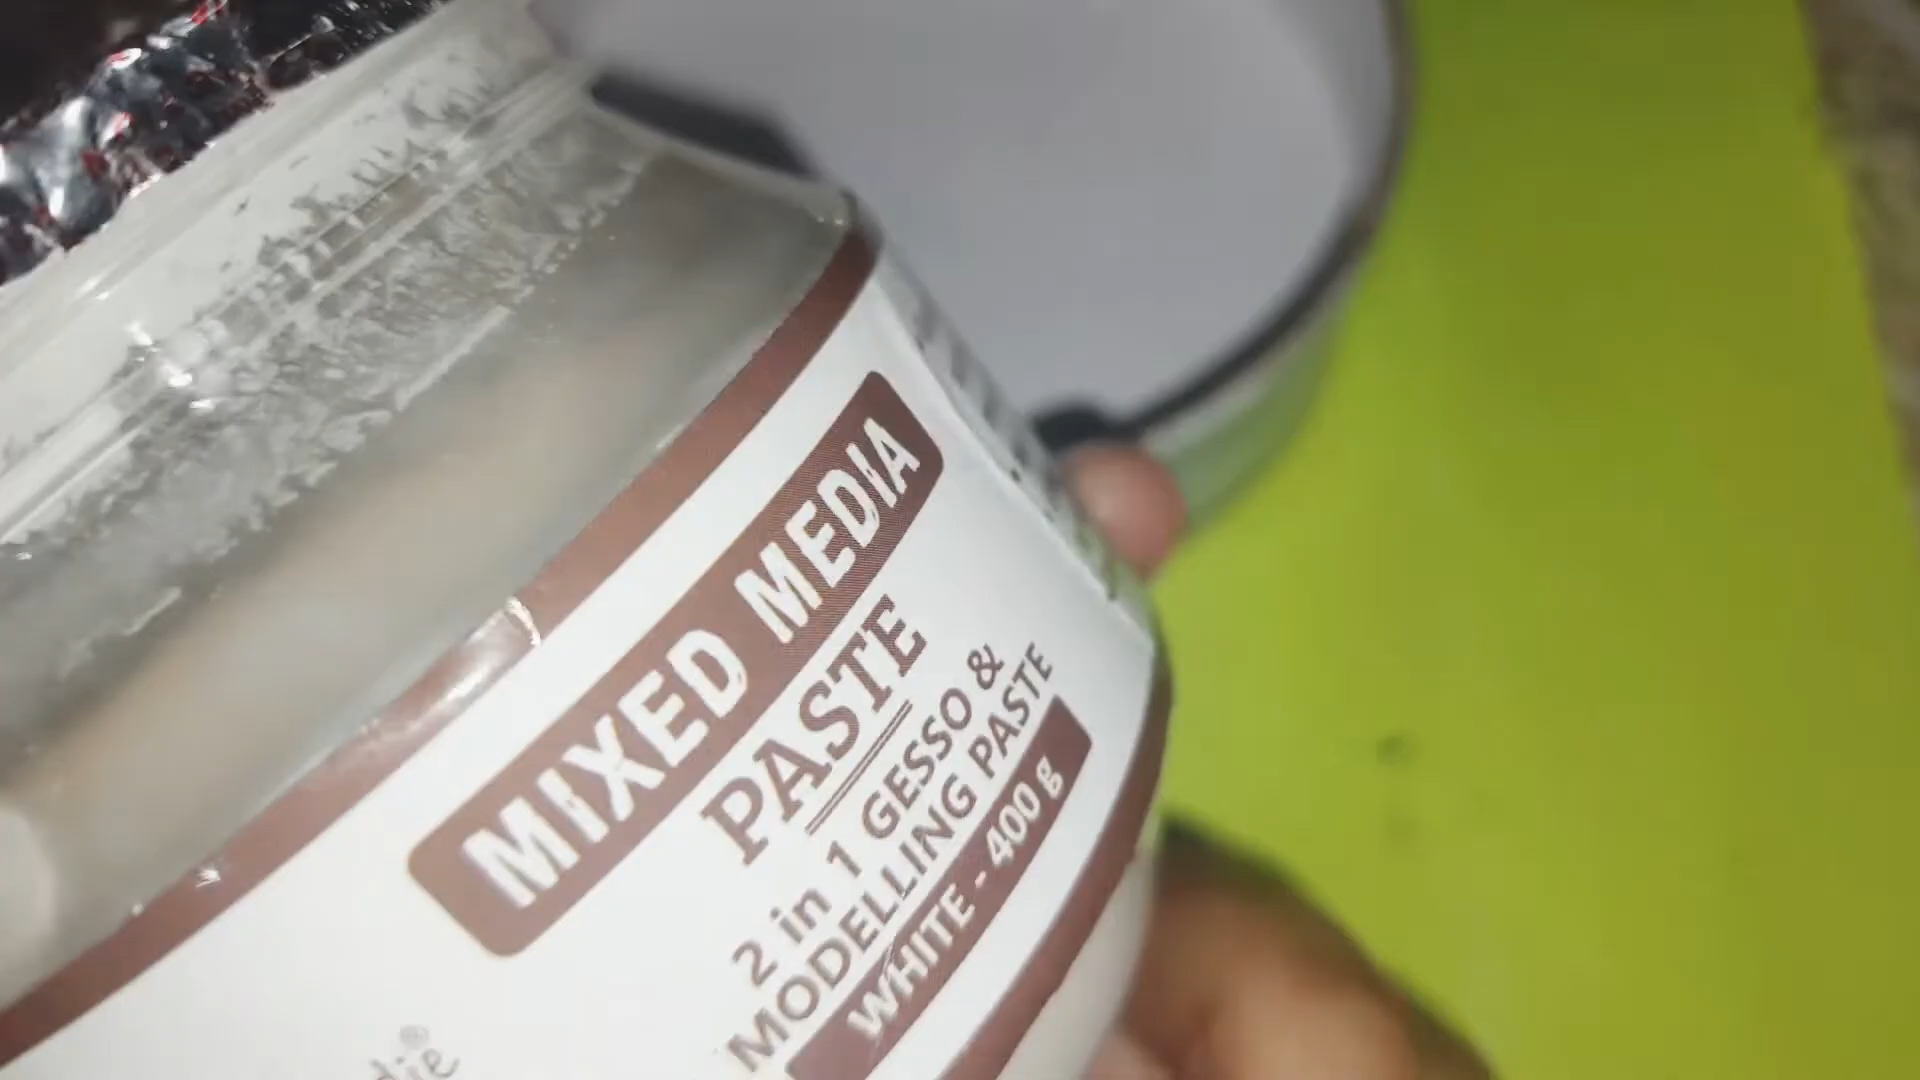 MIXED MEDIA
PASTE
2 in 1 GESSO &
MODELLING PASTE
WHITE - 400 g